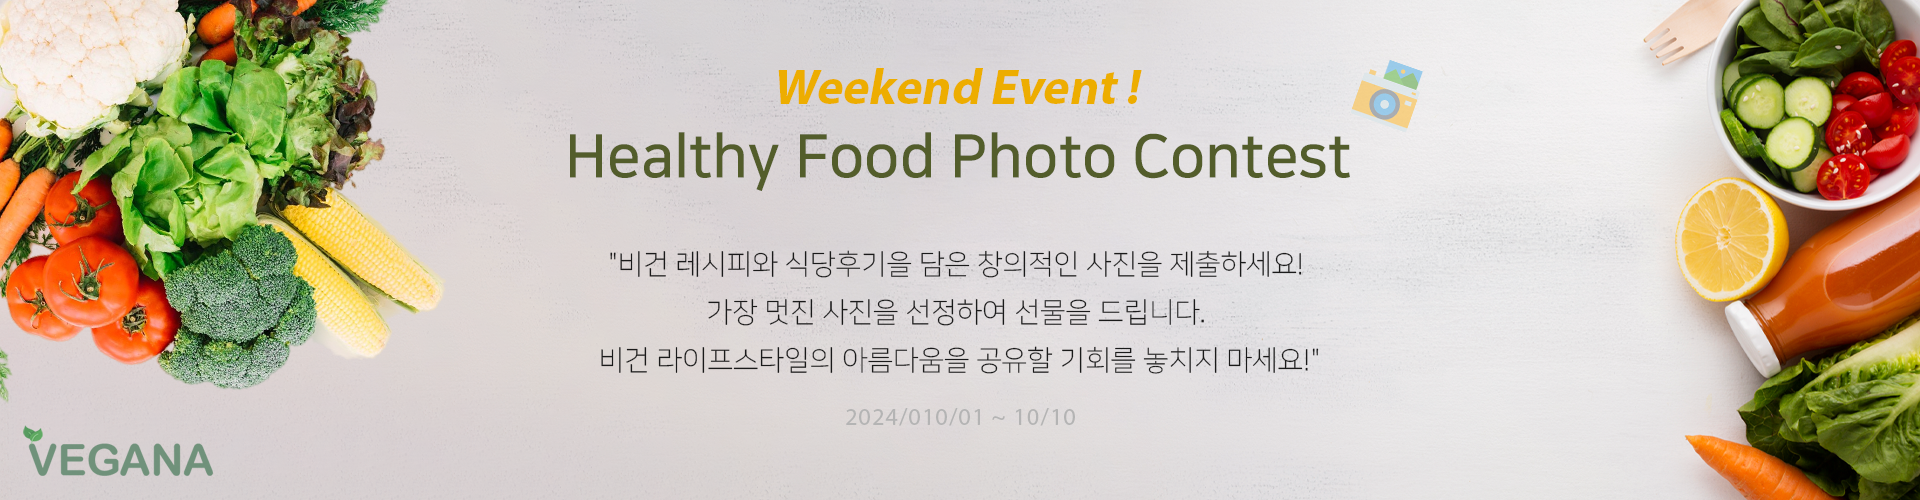 Weekend Event !
Healthy Food Photo Contest
"비건 레시피와 식당후기을 담은 창의적인 사진을 제출하세요!
가장 멋진 사진을 선정하여 선물을 드립니다.
비건 라이프스타일의 아름다움을 공유할 기회를 놓치지 마세요!"
2024/010/01 ~ 10/10
VEGANA